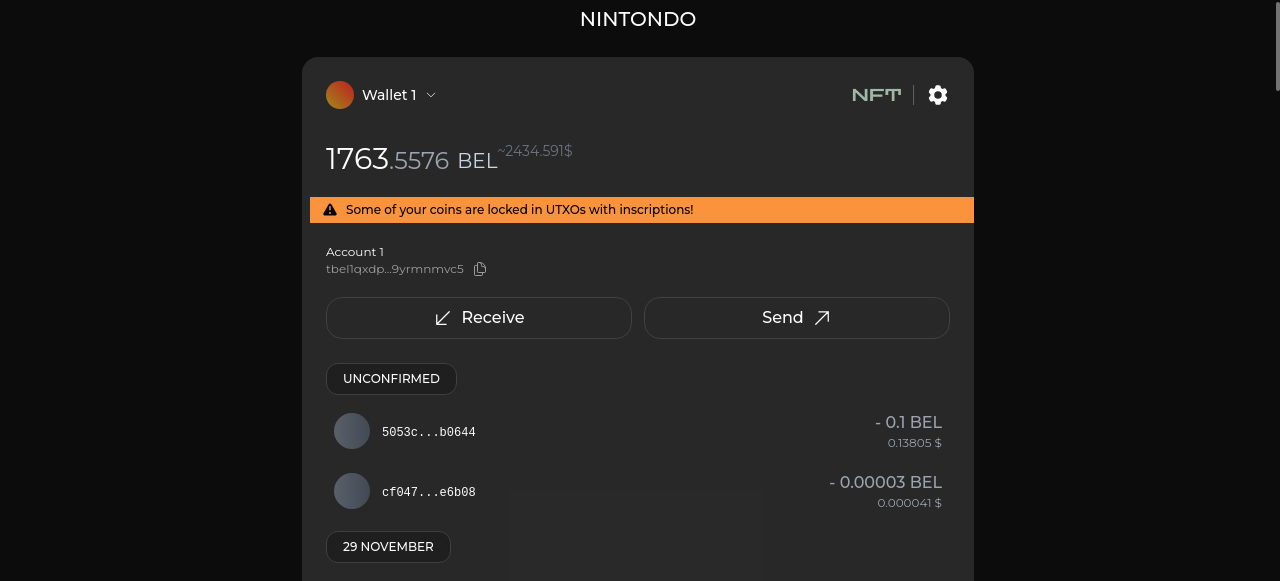 NINTONDO
Wallet 1
NFT
1763.5576 BEL ~2434.591$
Some of your coins are locked in UTXOs with inscriptions!
Account 1
tbel1qxdp...9yrmnmvc5
Receive
Send
UNCONFIRMED
5053c...b0644
- 0.1 BEL
0.13805 $
cf047...e6b08
- 0.00003 BEL
0.000041 $
29 NOVEMBER